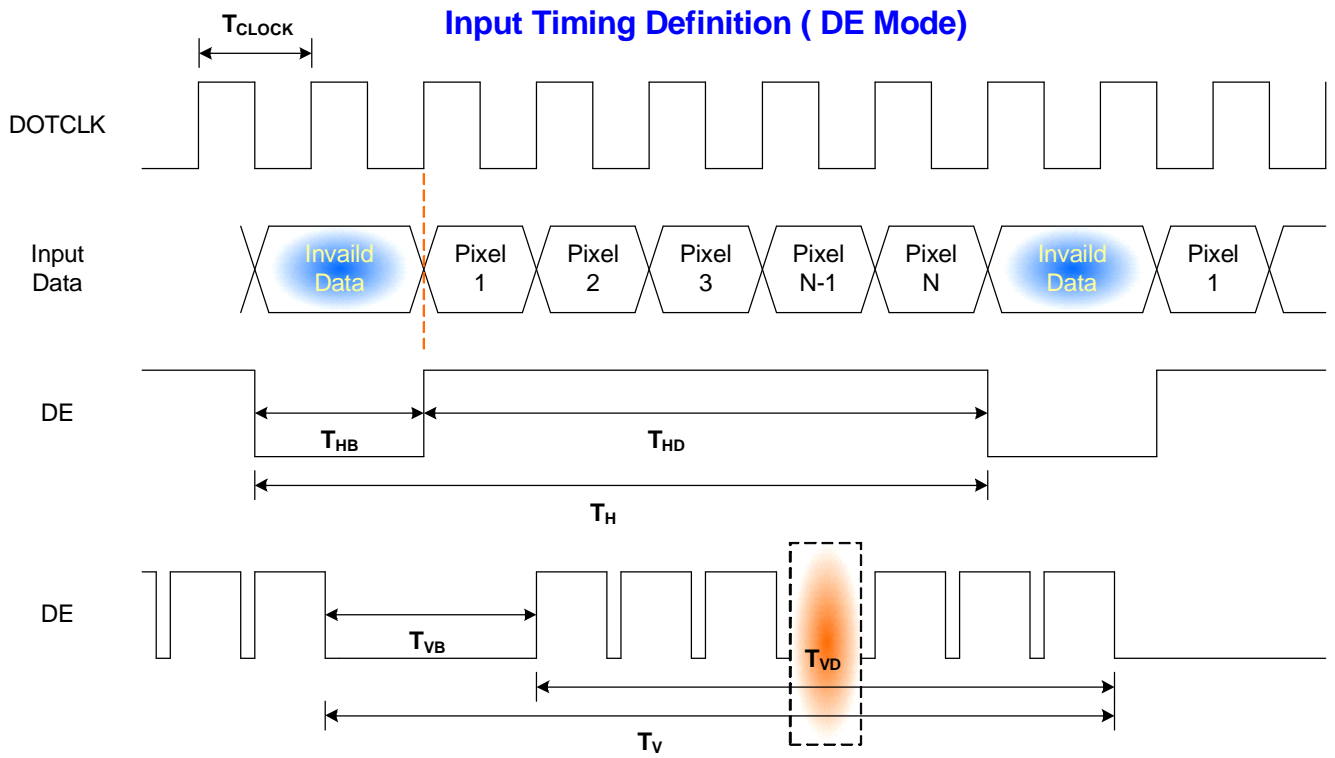 Input Timing Definition ( DE Mode)
TCLOCK
DOTCLK
Input
Data
Invaild
Data
Pixel
1
Pixel
2
Pixel
3
Pixel
N-1
Pixel
N
Invaild
Data
Pixel
1
DE
THB
THD
TH
DE
TVB
TVD
TV